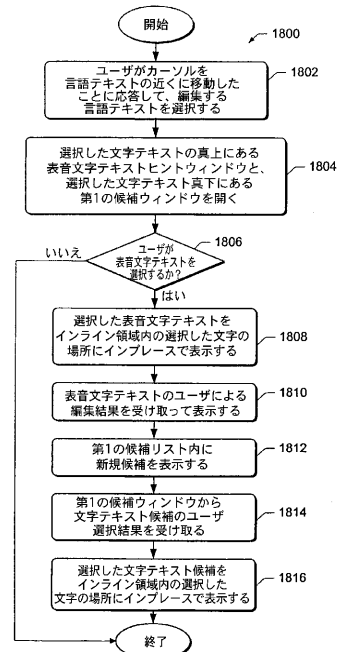 開始
1800
ユーザがカーソルを
言語テキストの近くに移動した
ことに応答して、編集する
言語テキストを選択する
1802
選択した文字テキストの真上にある
表音文字テキストヒントウィンドウと、
選択した文字テキスト真下にある
第1の候補ウィンドウを開く
1804
ユーザが
表音文字テキストを
選択するか?
1806
いいえ
はい
選択した表音文字テキストを
インライン領域内の選択した文字の
場所にインプレースで表示する
1808
表音文字テキストのユーザによる
編集結果を受け取って表示する
1810
第1の候補リスト内に
新規候補を表示する
1812
第1の候補ウィンドウから
文字テキスト候補のユーザ
選択結果を受け取る
1814
選択した文字テキスト候補を
インライン領域内の選択した
文字の場所にインプレースで表示する
1816
終了